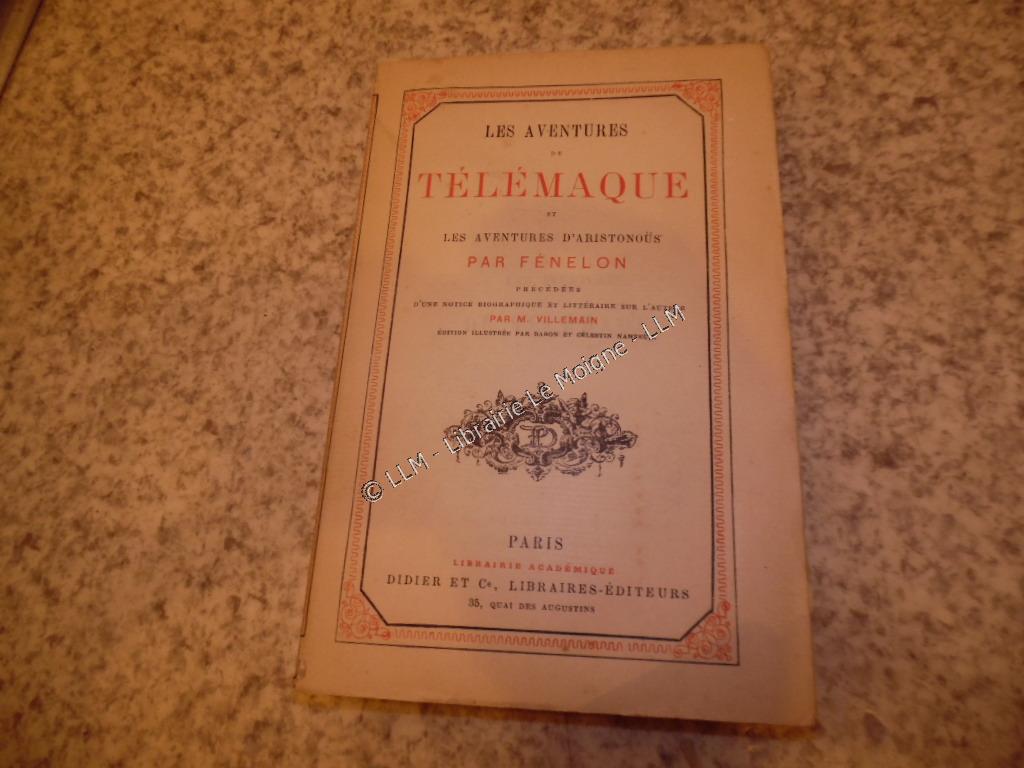 LES AVENTURES
DE
TÉLÉMAQUE
ET
LES AVENTURES D'ARISTONOÜS
PAR FÉNELON
PRÉCÉDÉES
D'UNE NOTICE BIOGRAPHIQUE ET LITTÉRAIRE SUR L'AUTEUR
PAR M. VILLEMAIN
ÉDITION ILLUSTRÉE PAR BARON ET CÉLESTIN
© LLM - Librairie Le Moigne - LLM
PARIS
LIBRAIRIE ACADÉMIQUE
DIDIER ET Ce, LIBRAIRES-ÉDITEURS
35, QUAI DES AUGUSTINS